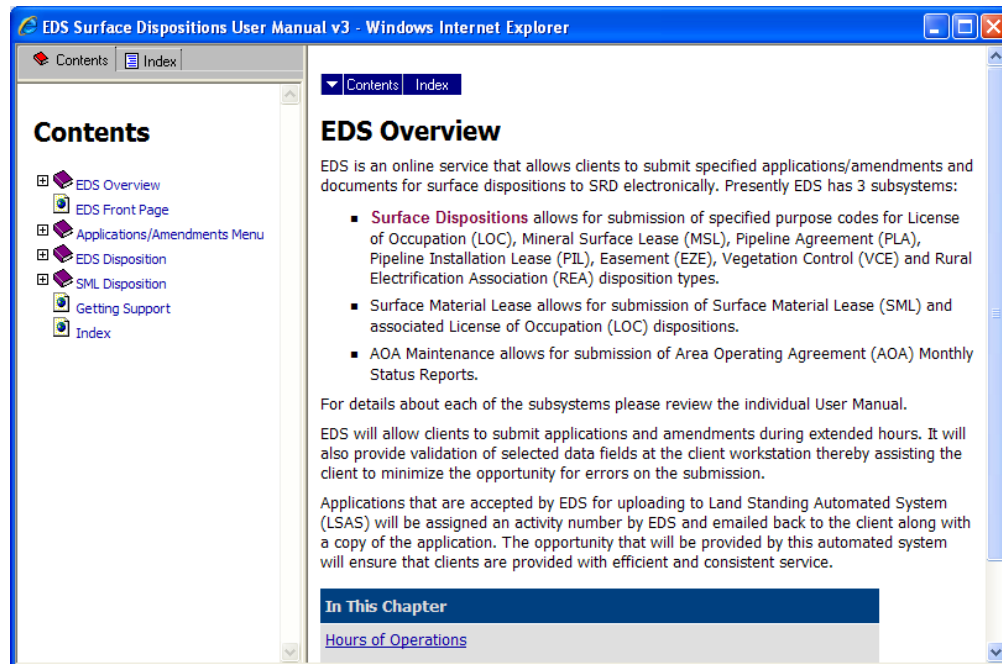 EDS Surface Dispositions User Manual v3 - Windows Internet Explorer
Contents Index
Contents
EDS Overview
EDS Front Page
Applications/Amendments Menu
EDS Disposition
SML Disposition
Getting Support
Index
Contents Index
EDS Overview
EDS is an online service that allows clients to submit specified applications/amendments and
documents for surface dispositions to SRD electronically. Presently EDS has 3 subsystems:
Surface Dispositions allows for submission of specified purpose codes for License
of Occupation (LOC), Mineral Surface Lease (MSL), Pipeline Agreement (PLA),
Pipeline Installation Lease (PIL), Easement (EZE), Vegetation Control (VCE) and Rural
Electrification Association (REA) disposition types.
Surface Material Lease allows for submission of Surface Material Lease (SML) and
associated License of Occupation (LOC) dispositions.
AOA Maintenance allows for submission of Area Operating Agreement (AOA) Monthly
Status Reports.
For details about each of the subsystems please review the individual User Manual.
EDS will allow clients to submit applications and amendments during extended hours. It will
also provide validation of selected data fields at the client workstation thereby assisting the
client to minimize the opportunity for errors on the submission.
Applications that are accepted by EDS for uploading to Land Standing Automated System
(LSAS) will be assigned an activity number by EDS and emailed back to the client along with
a copy of the application. The opportunity that will be provided by this automated system
will ensure that clients are provided with efficient and consistent service.
In This Chapter
Hours of Operations